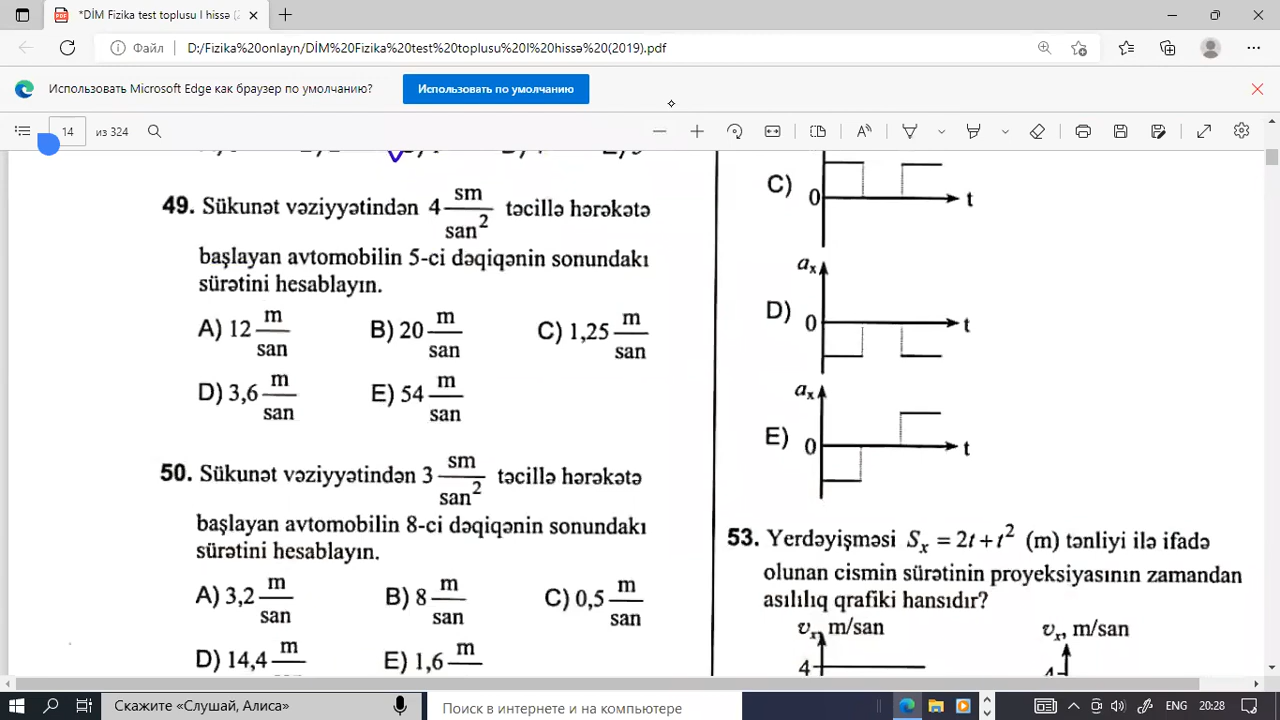 *DİM Fizika test toplusu I hissə (2
Файл
D:/Fizika%20onlayn/DİM%20Fizika%20test%20toplusu%20I%20hissə%20(2019).pdf
Использовать Microsoft Edge как браузер по умолчанию?
Использовать по умолчанию
14 из 324
49. Sükunət vəziyyətindən 4 sm/san² təcillə hərəkətə
başlayan avtomobilin 5-ci dəqiqənin sonundakı
sürətini hesablayın.
A) 12 m/san B) 20 m/san C) 1,25 m/san
D) 3,6 m/san E) 54 m/san
50. Sükunət vəziyyətindən 3 sm/san² təcillə hərəkətə
başlayan avtomobilin 8-ci dəqiqənin sonundakı
sürətini hesablayın.
A) 3,2 m/san B) 8 m/san C) 0,5 m/san
D) 14,4 m E) 1,6 m
C) 0 t
aₓ
D) 0 t
aₓ
E) 0 t
53. Yerdəyişməsi Sₓ = 2t + t² (m) tənliyi ilə ifadə
olunan cismin sürətinin proyeksiyasının zamandan
asılılıq qrafiki hansıdır?
υₓ, m/san υₓ, m/san
4 4
Скажите «Слушай, Алиса»
Поиск в интернете и на компьютере
ENG 20:28